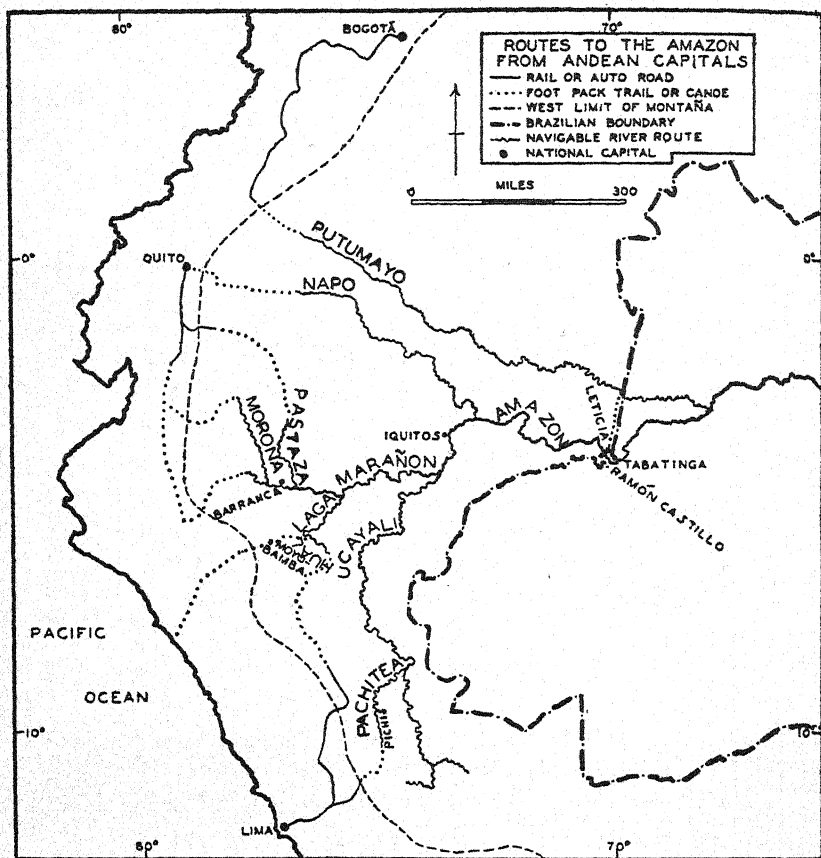 80°
70°
BOGOTÁ
ROUTES TO THE AMAZON
FROM ANDEAN CAPITALS
RAIL OR AUTO ROAD
FOOT PACK TRAIL OR CANOE
WEST LIMIT OF MONTAÑA
BRAZILIAN BOUNDARY
NAVIGABLE RIVER ROUTE
NATIONAL CAPITAL
0 MILES 300
PUTUMAYO
0°
QUITO
0°
NAPO
PASTAZA
MORONA
LETICIA
AMAZON
IQUITOS
TABATINGA
RAMÓN CASTILLO
MARAÑON
BARRANCA
HUALLAGA
UCAYALI
MOYO-
BAMBA
PACIFIC
OCEAN
PACHITEA
PICHIS
10°
10°
LIMA
80°
70°